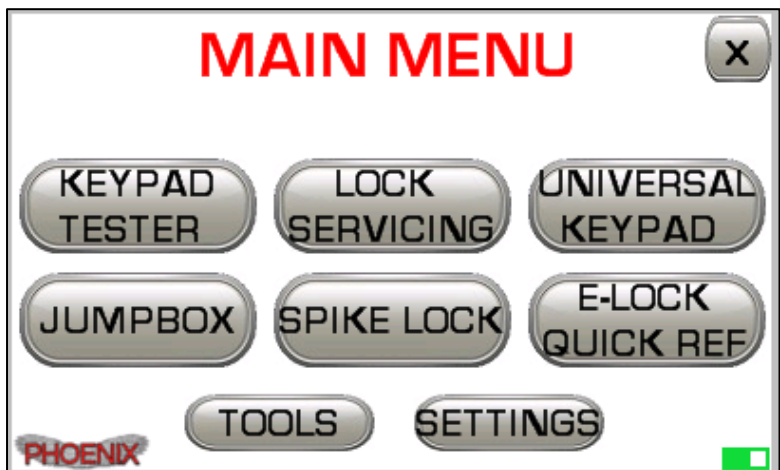 MAIN MENU
X
KEYPAD
TESTER
LOCK
SERVICING
UNIVERSAL
KEYPAD
JUMPBOX
SPIKE LOCK
E-LOCK
QUICK REF
TOOLS
SETTINGS
PHOENIX